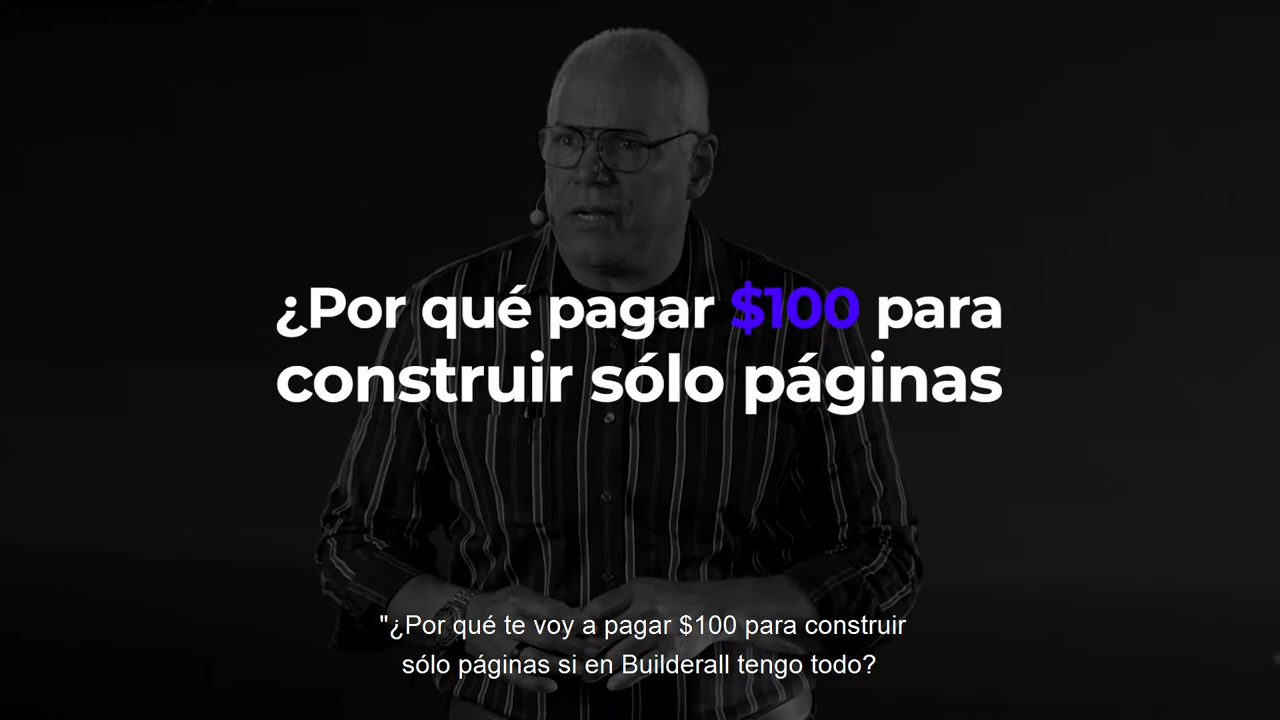 ¿Por qué pagar $100 para
construir sólo páginas
"¿Por qué te voy a pagar $100 para construir
sólo páginas si en Builderall tengo todo?